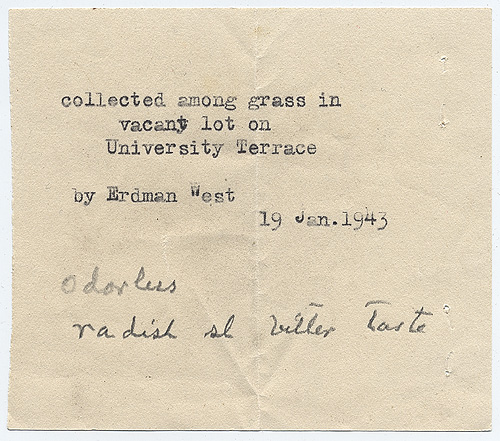 collected among grass in
vacant lot on
University Terrace
by Erdman West
19 Jan. 1943
Odorless
radish sl bitter taste